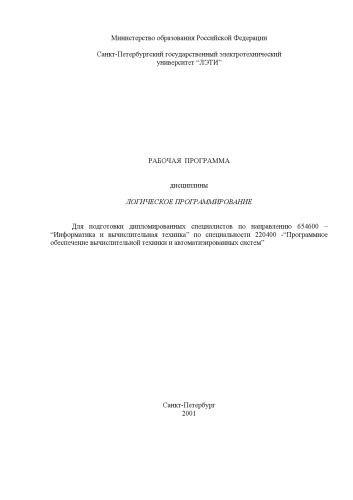 Министерство образования Российской Федерации
Санкт-Петербургский государственный электротехнический
университет “ЛЭТИ”
РАБОЧАЯ ПРОГРАММА
дисциплины
ЛОГИЧЕСКОЕ ПРОГРАММИРОВАНИЕ
Для подготовки дипломированных специалистов по направлению 654600 –
“Информатика и вычислительная техника” по специальности 220400 -“Программное
обеспечение вычислительной техники и автоматизированных систем”
Санкт-Петербург
2001